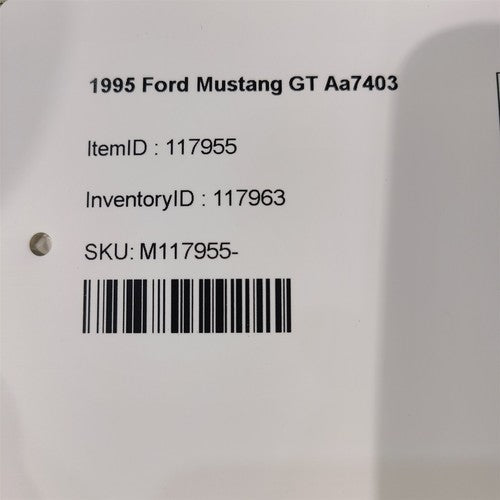 1995 Ford Mustang GT Aa7403
ItemID : 117955
InventoryID : 117963
SKU: M117955-